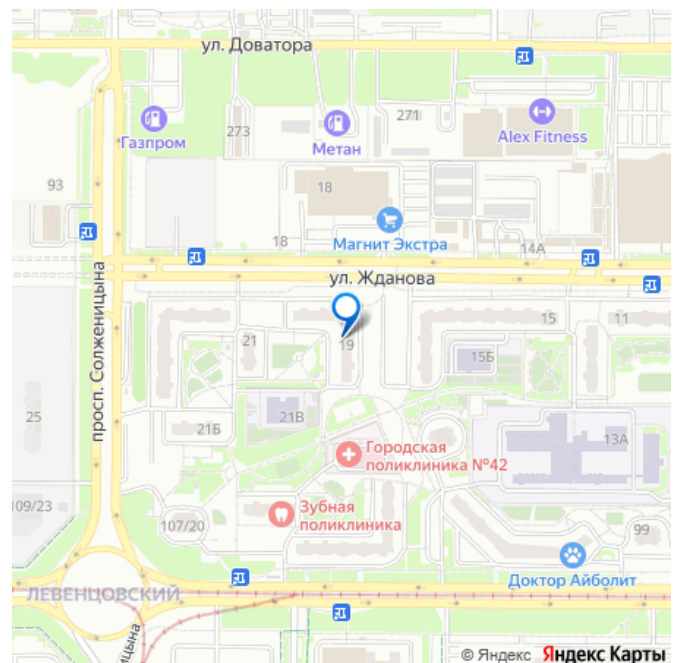 ул. Доватора
Газпром
273
Метан
271
Alex Fitness
93
18
Магнит Экстра
18
14А
ул. Жданова
просп. Солженицына
19
21
15
11
15Б
25
21Б
21В
13А
Городская
поликлиника №42
109/23
107/20
Зубная
поликлиника
99
Доктор Айболит
ЛЕВЕНЦОВСКИЙ
© Яндекс Яндекс Карты